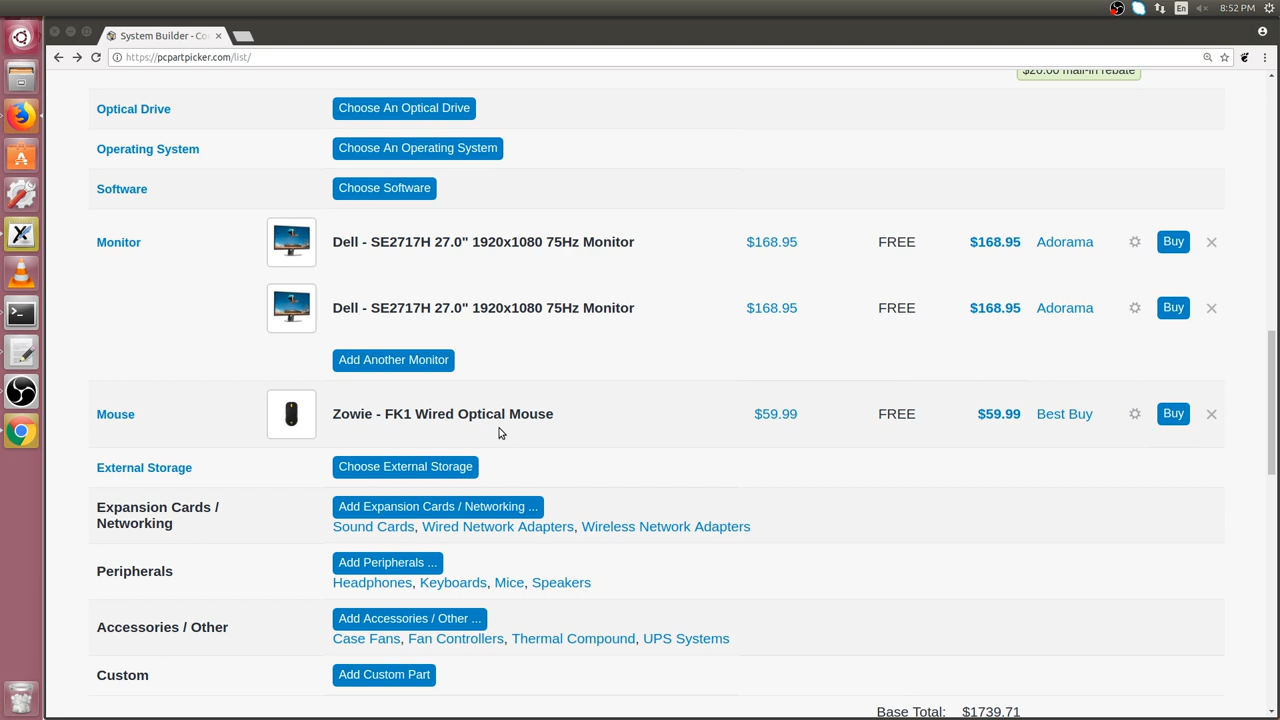 En
8:52 PM
System Builder - Co
https://pcpartpicker.com/list/
$20.00 mail-in rebate
Optical Drive
Choose An Optical Drive
Operating System
Choose An Operating System
Software
Choose Software
Monitor
Dell - SE2717H 27.0" 1920x1080 75Hz Monitor $168.95 FREE $168.95 Adorama Buy
Dell - SE2717H 27.0" 1920x1080 75Hz Monitor $168.95 FREE $168.95 Adorama Buy
Add Another Monitor
Mouse
Zowie - FK1 Wired Optical Mouse $59.99 FREE $59.99 Best Buy Buy
External Storage
Choose External Storage
Expansion Cards /
Networking
Add Expansion Cards / Networking ...
Sound Cards, Wired Network Adapters, Wireless Network Adapters
Peripherals
Add Peripherals ...
Headphones, Keyboards, Mice, Speakers
Accessories / Other
Add Accessories / Other ...
Case Fans, Fan Controllers, Thermal Compound, UPS Systems
Custom
Add Custom Part
Base Total: $1739.71